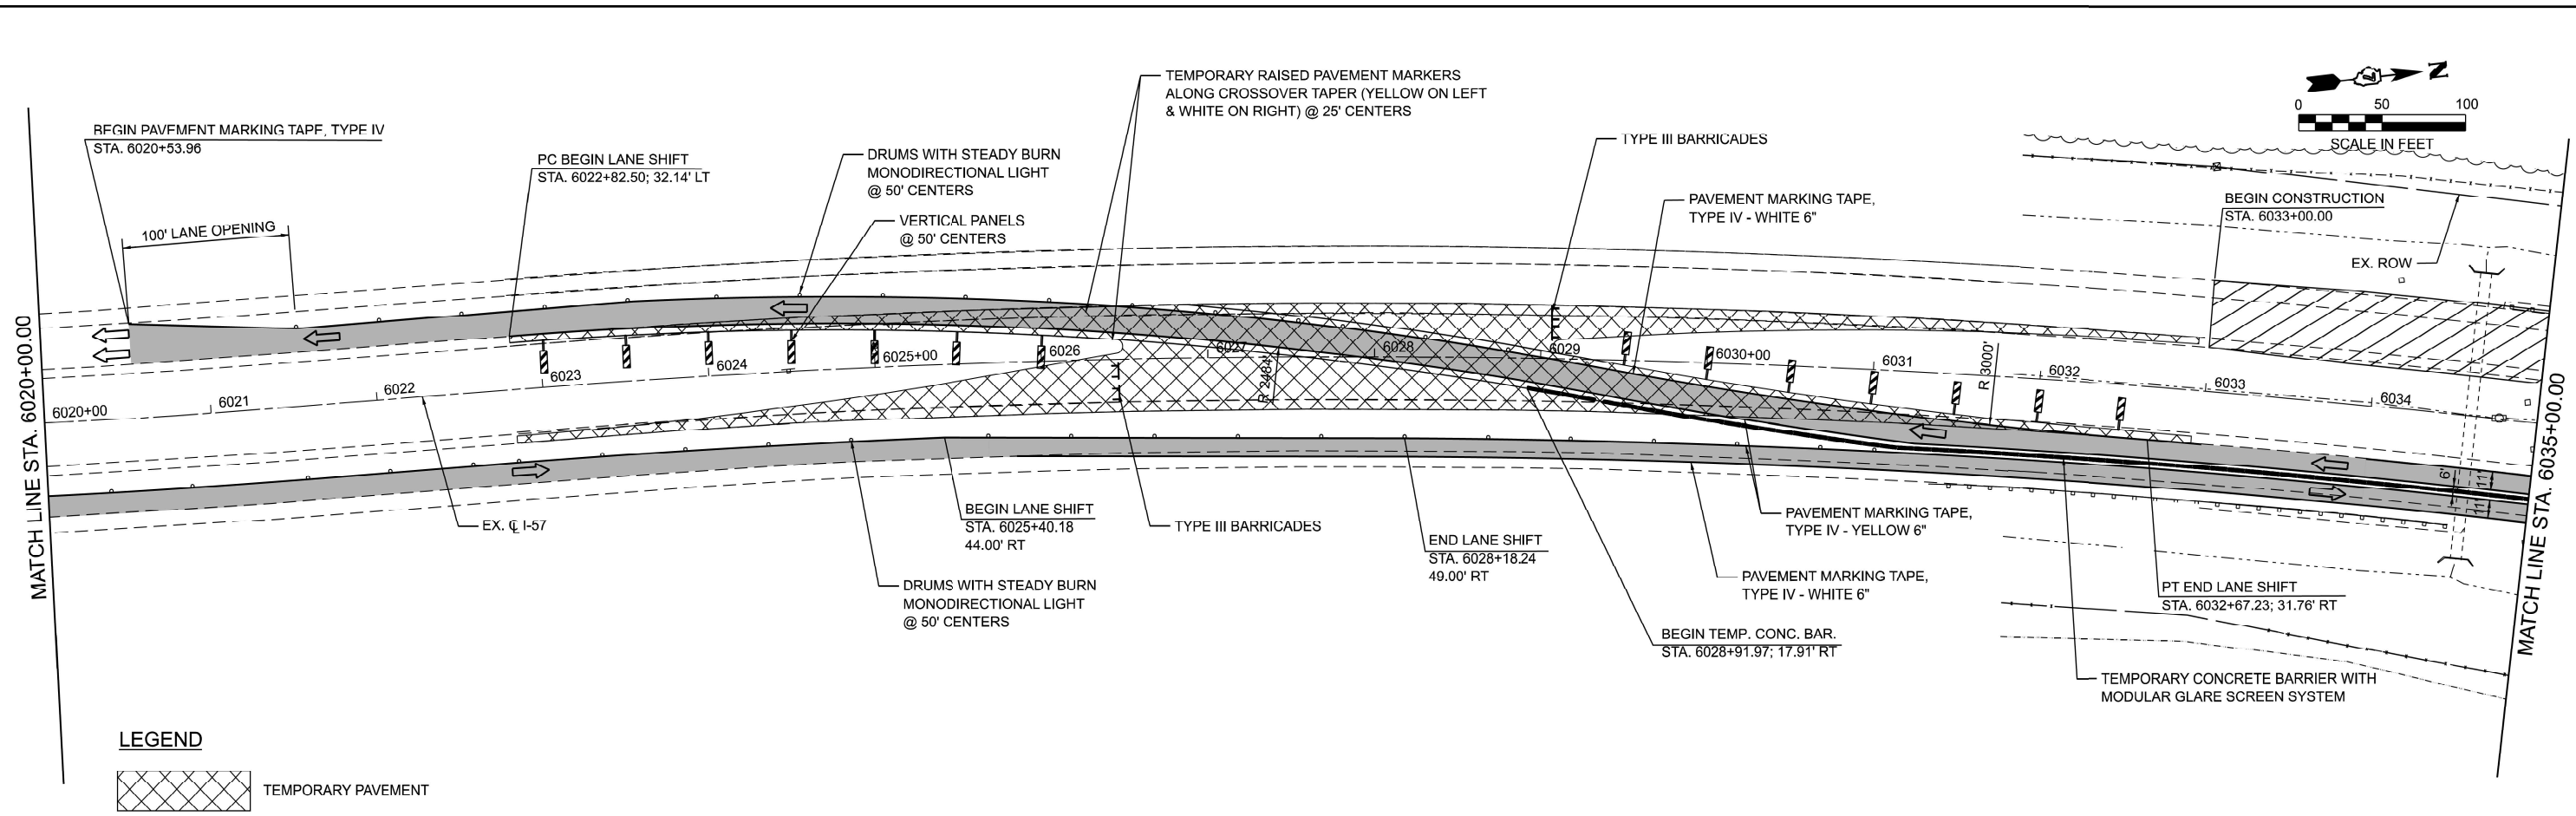 TEMPORARY RAISED PAVEMENT MARKERS
ALONG CROSSOVER TAPER (YELLOW ON LEFT
& WHITE ON RIGHT) @ 25' CENTERS
N
0 50 100
SCALE IN FEET
BEGIN PAVEMENT MARKING TAPE, TYPE IV
STA. 6020+53.96
PC BEGIN LANE SHIFT
STA. 6022+82.50; 32.14' LT
DRUMS WITH STEADY BURN
MONODIRECTIONAL LIGHT
@ 50' CENTERS
TYPE III BARRICADES
VERTICAL PANELS
@ 50' CENTERS
PAVEMENT MARKING TAPE,
TYPE IV - WHITE 6"
BEGIN CONSTRUCTION
STA. 6033+00.00
100' LANE OPENING
EX. ROW
MATCH LINE STA. 6020+00.00
6020+00
6021
6022
6023
6024
6025+00
6026
6027
6028
6029
6030+00
6031
6032
6033
6034
R 2484'
R 3000'
6'
11'
11'
MATCH LINE STA. 6035+00.00
EX. ℄ I-57
BEGIN LANE SHIFT
STA. 6025+40.18
44.00' RT
TYPE III BARRICADES
END LANE SHIFT
STA. 6028+18.24
49.00' RT
PAVEMENT MARKING TAPE,
TYPE IV - YELLOW 6"
DRUMS WITH STEADY BURN
MONODIRECTIONAL LIGHT
@ 50' CENTERS
PAVEMENT MARKING TAPE,
TYPE IV - WHITE 6"
PT END LANE SHIFT
STA. 6032+67.23; 31.76' RT
BEGIN TEMP. CONC. BAR.
STA. 6028+91.97; 17.91' RT
TEMPORARY CONCRETE BARRIER WITH
MODULAR GLARE SCREEN SYSTEM
LEGEND
TEMPORARY PAVEMENT